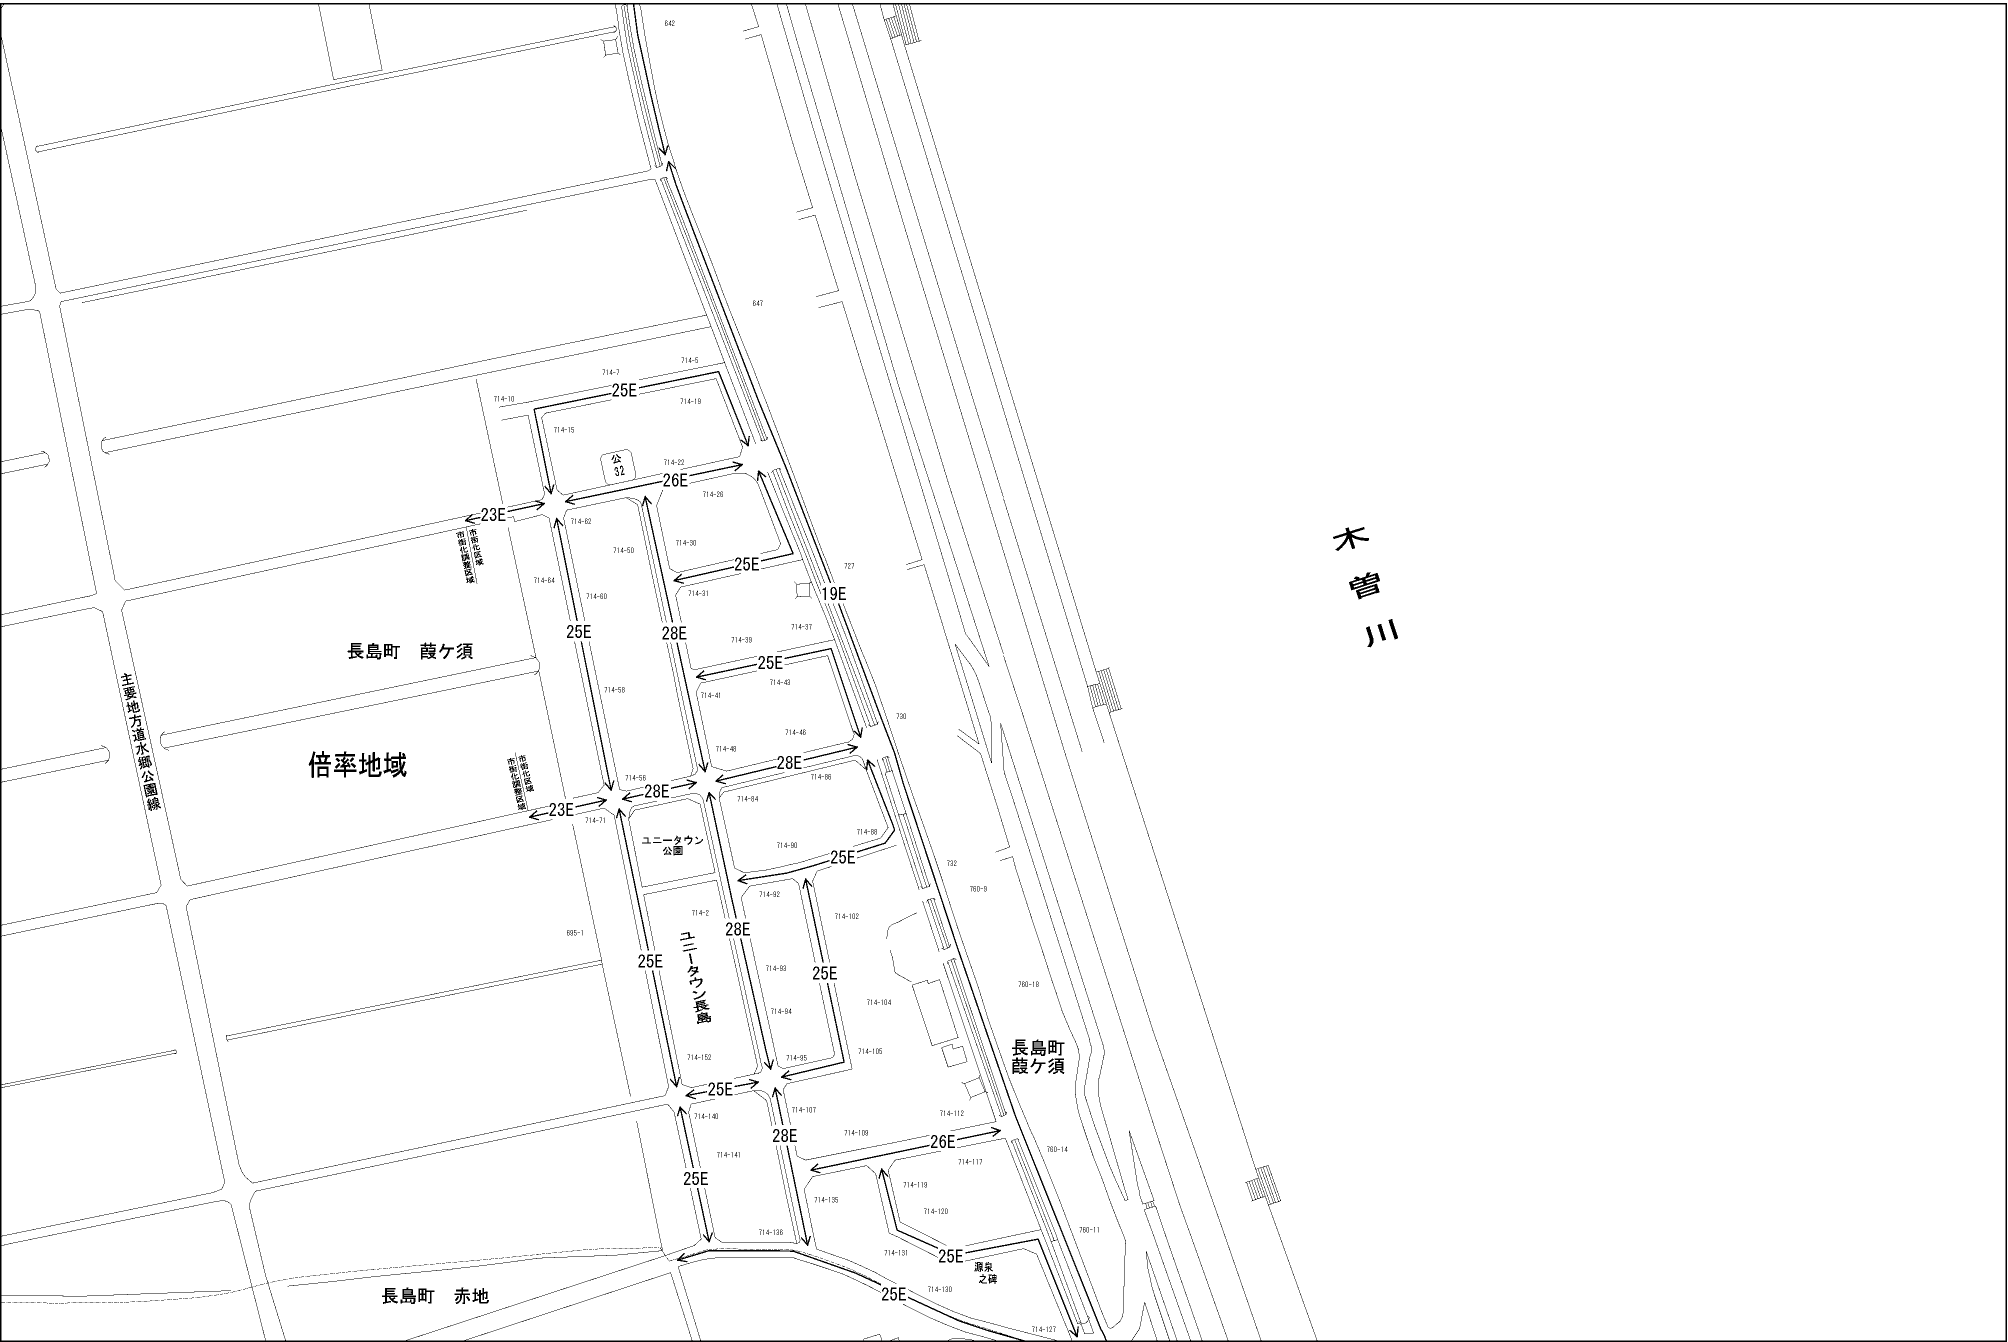 642
647
714-5
714-7
25E
714-10
714-19
714-15
公
32
714-22
26E
714-26
23E
714-62
市街化区域
市街化調整区域
714-50
714-30
25E
727
714-64
714-60
714-31
19E
木曽川
25E
28E
714-37
714-39
長島町　葭ケ須
25E
主要地方道水郷公園線
714-58
714-41
714-43
730
714-46
714-48
倍率地域
28E
市街化区域
市街化調整区域
714-56
28E
714-86
714-84
23E
714-71
714-88
ユニータウン
公園
714-90
25E
732
760-9
714-92
714-2
714-102
28E
695-1
ユニータウン長島
25E
714-93
25E
760-18
714-104
714-94
長島町
葭ケ須
714-152
714-95
714-105
25E
714-140
714-107
714-112
714-109
28E
26E
760-14
714-141
714-117
25E
714-119
714-135
714-120
714-136
760-11
714-131
25E
源泉
之碑
長島町　赤地
25E
714-130
714-127